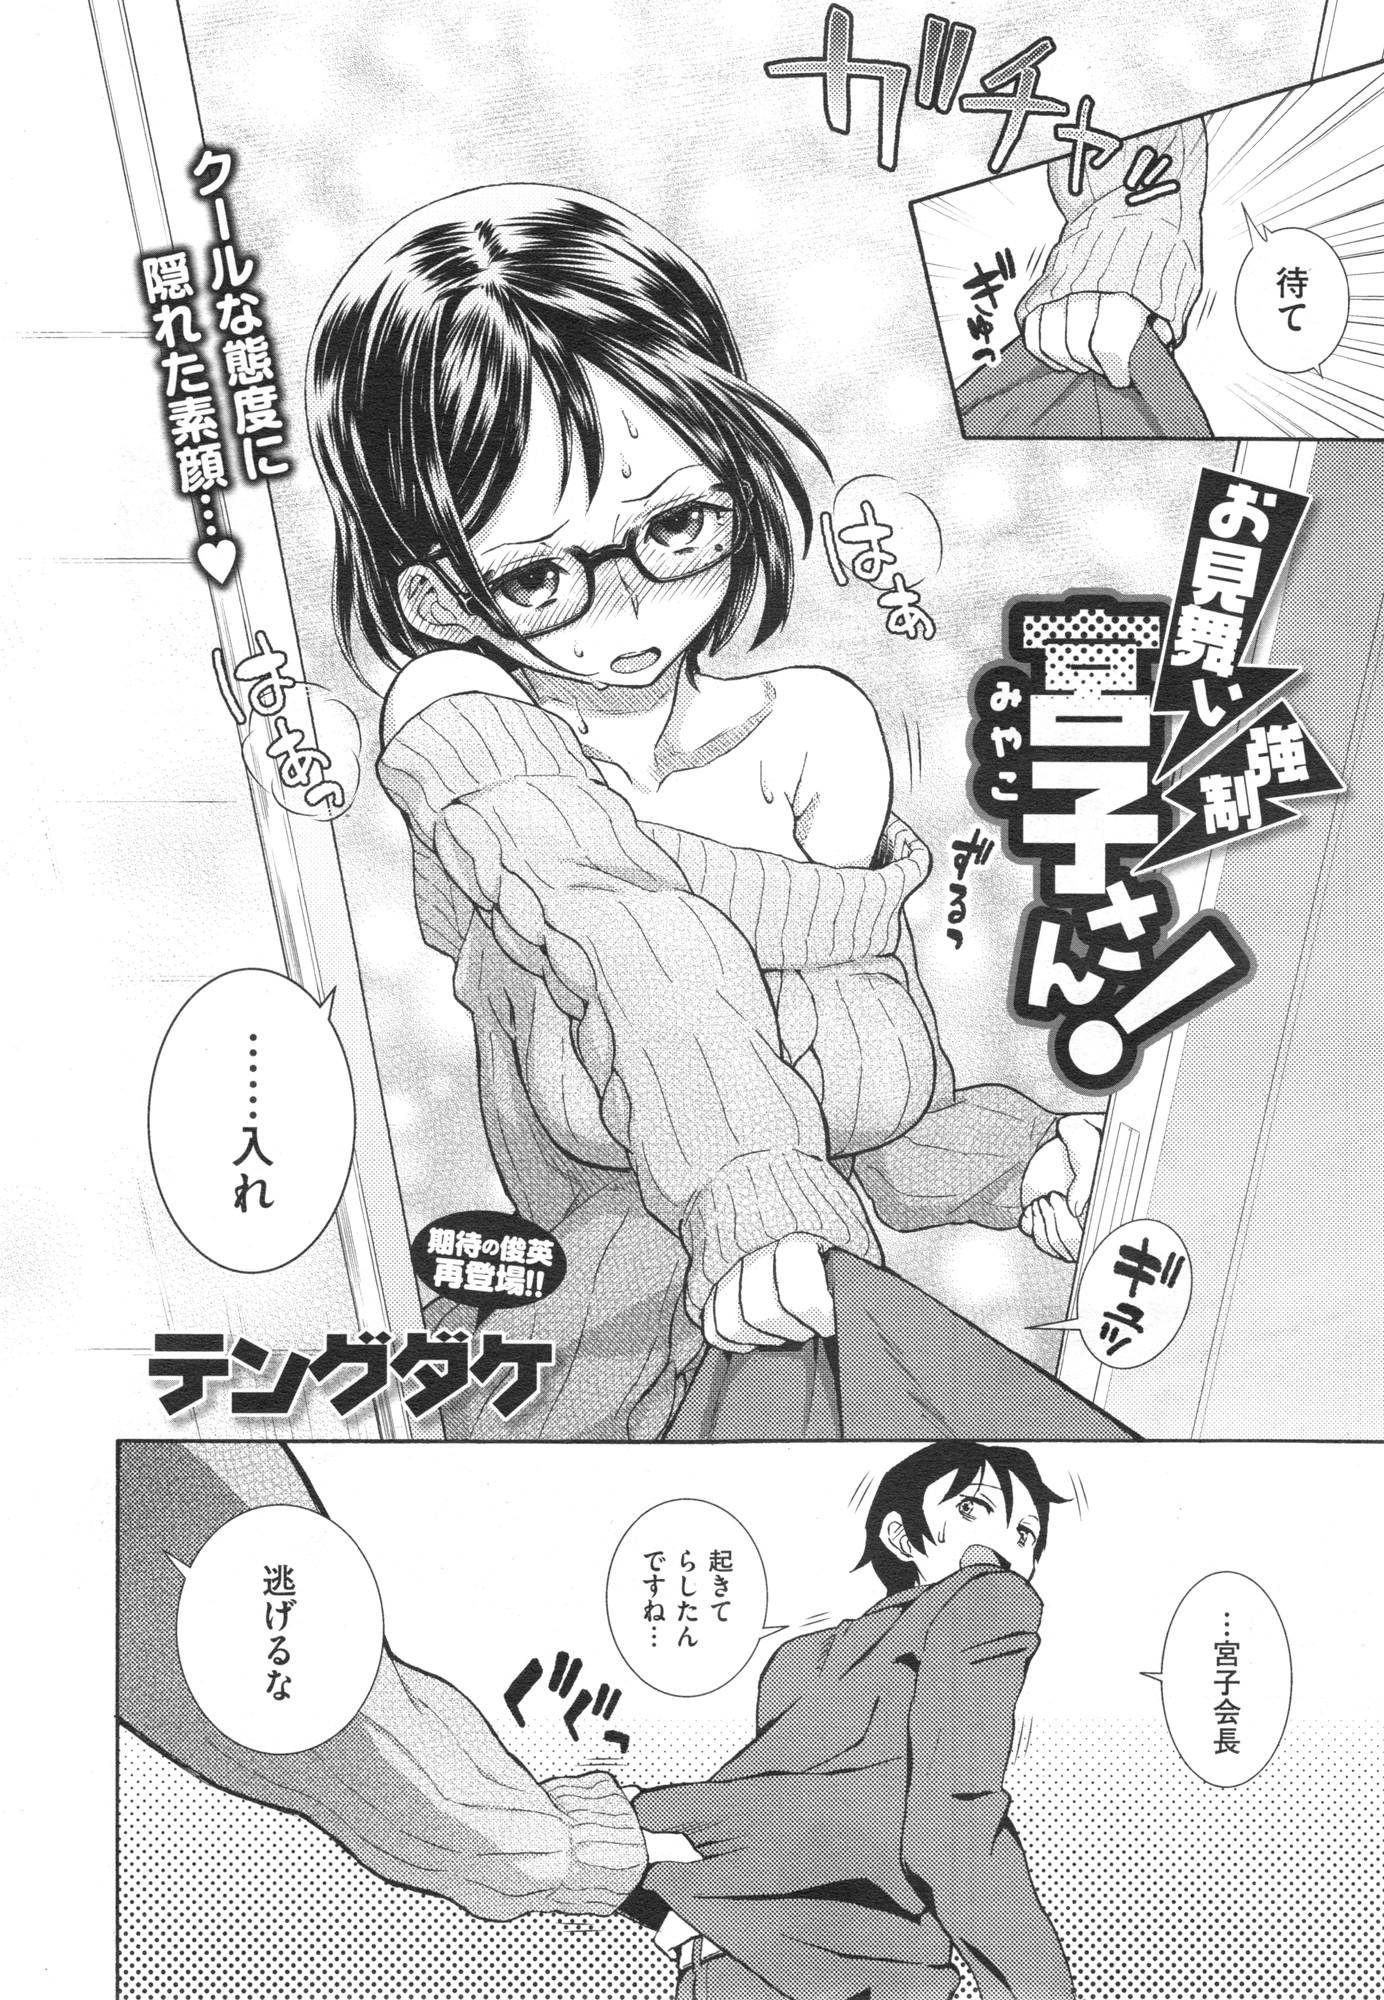 ガチャッ
待て
ギゅっ
お見舞い
強制
宮子さん!
みやこ
クールな態度に
隠れた素顔…♥
はぁ
はあっ
ずるっ
……入れ
ギュッ
期待の俊英
再登場!!
テングダケ
…宮子会長
起きて
らしたん
ですね…
ぐぐっ
逃げるな